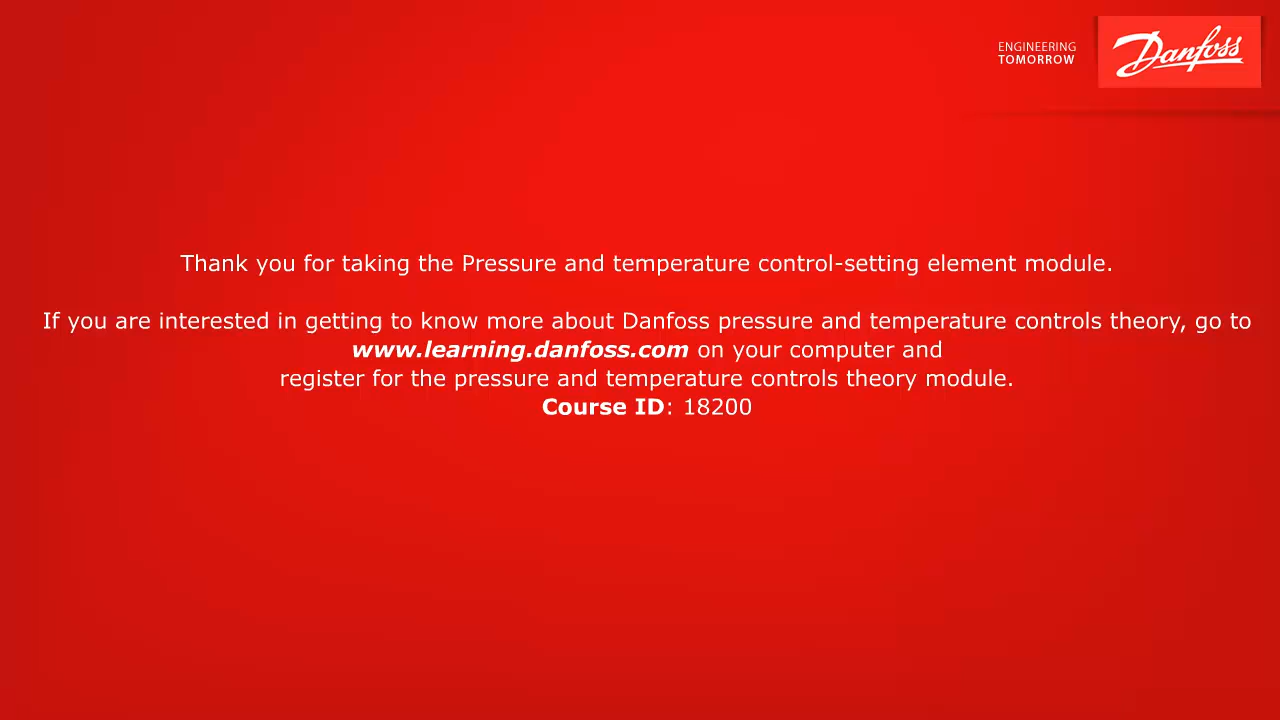 ENGINEERING
TOMORROW
Danfoss
Thank you for taking the Pressure and temperature control-setting element module.
If you are interested in getting to know more about Danfoss pressure and temperature controls theory, go to
www.learning.danfoss.com on your computer and
register for the pressure and temperature controls theory module.
Course ID: 18200